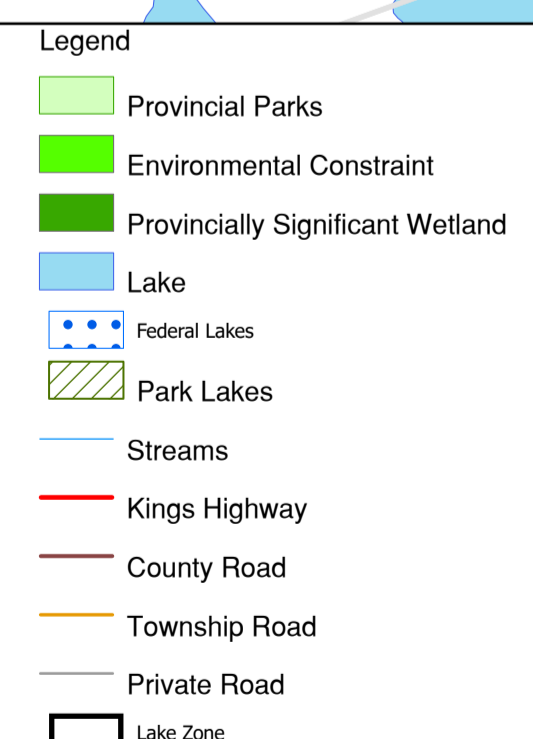 Legend
Provincial Parks
Environmental Constraint
Provincially Significant Wetland
Lake
Federal Lakes
Park Lakes
Streams
Kings Highway
County Road
Township Road
Private Road
Lake Zone